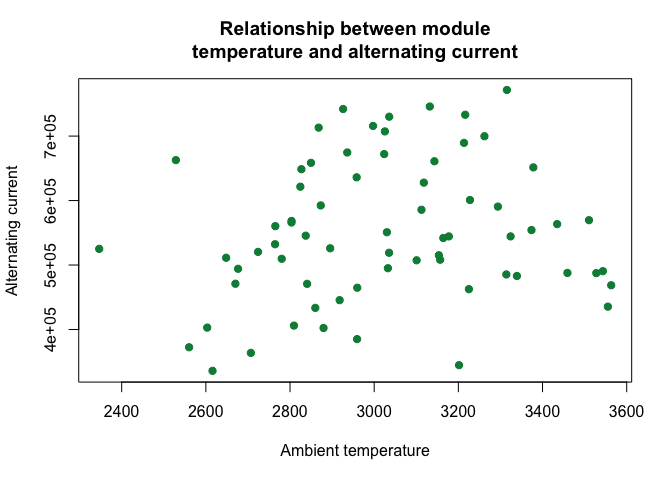 Relationship between module
temperature and alternating current
Alternating current
7e+05
6e+05
5e+05
4e+05
2400 2600 2800 3000 3200 3400 3600
Ambient temperature